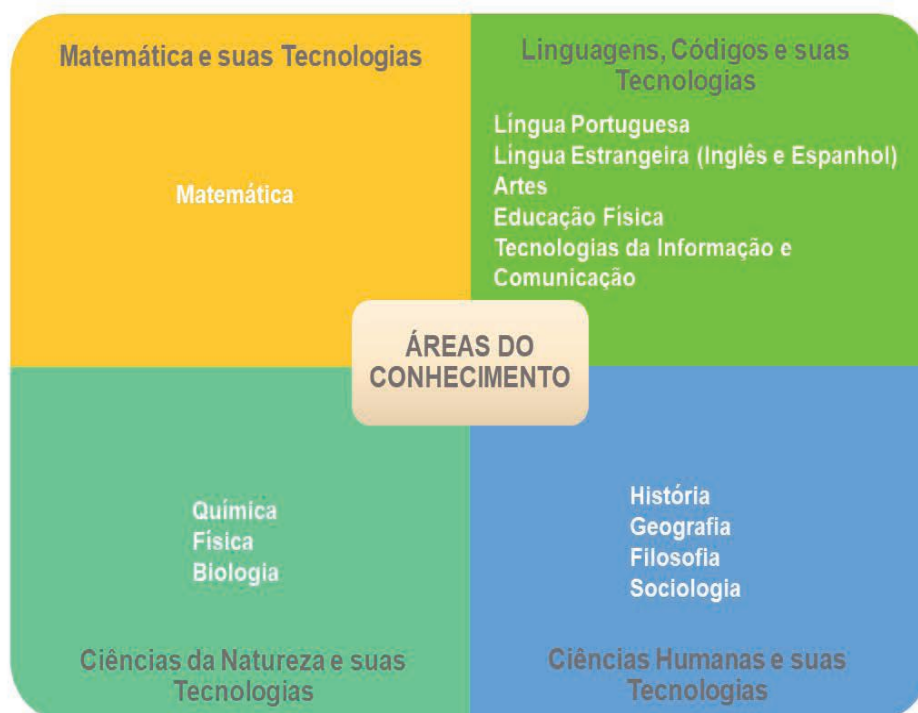 Matemática e suas Tecnologias
Matemática
Linguagens, Códigos e suas
Tecnologias
Língua Portuguesa
Língua Estrangeira (Inglês e Espanhol)
Artes
Educação Física
Tecnologias da Informação e
Comunicação
ÁREAS DO
CONHECIMENTO
Química
Física
Biologia
Ciências da Natureza e suas
Tecnologias
História
Geografia
Filosofia
Sociologia
Ciências Humanas e suas
Tecnologias